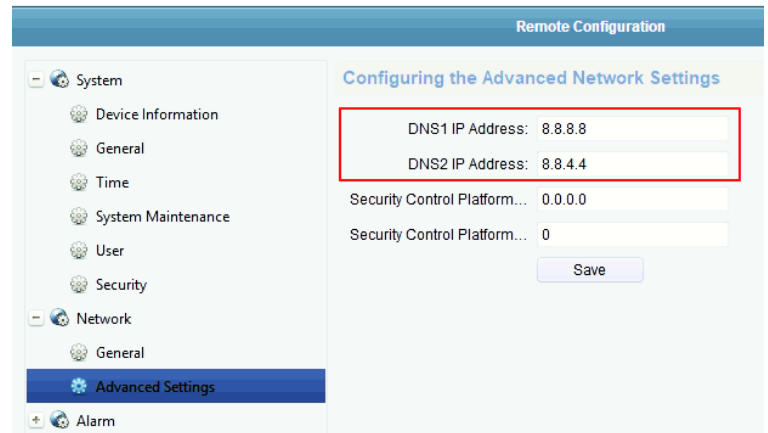 Remote Configuration
System
Device Information
General
Time
System Maintenance
User
Security
Network
General
Advanced Settings
Alarm
Configuring the Advanced Network Settings
DNS1 IP Address: 8.8.8.8
DNS2 IP Address: 8.8.4.4
Security Control Platform... 0.0.0.0
Security Control Platform... 0
Save